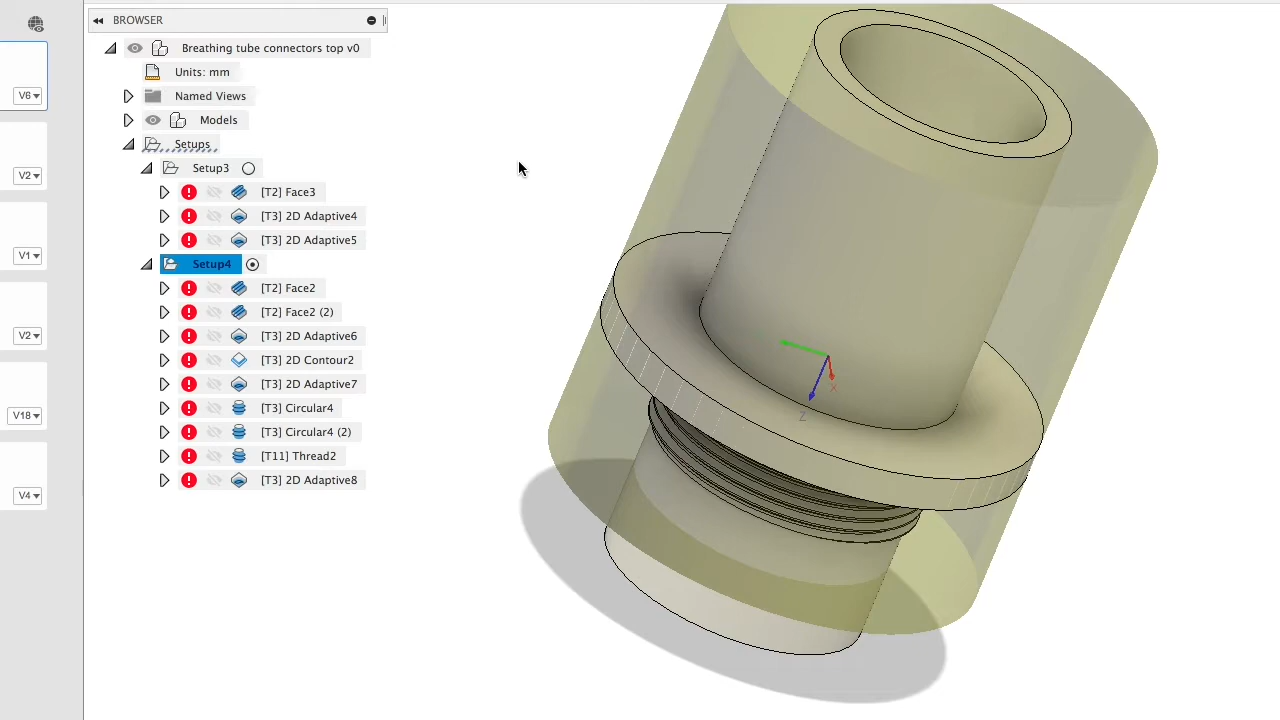 BROWSER
Breathing tube connectors top v0
Units: mm
Named Views
Models
Setups
Setup3
[T2] Face3
[T3] 2D Adaptive4
[T3] 2D Adaptive5
Setup4
[T2] Face2
[T2] Face2 (2)
[T3] 2D Adaptive6
[T3] 2D Contour2
[T3] 2D Adaptive7
[T3] Circular4
[T3] Circular4 (2)
[T11] Thread2
[T3] 2D Adaptive8
V6
V2
V1
V2
V18
V4
X
Z